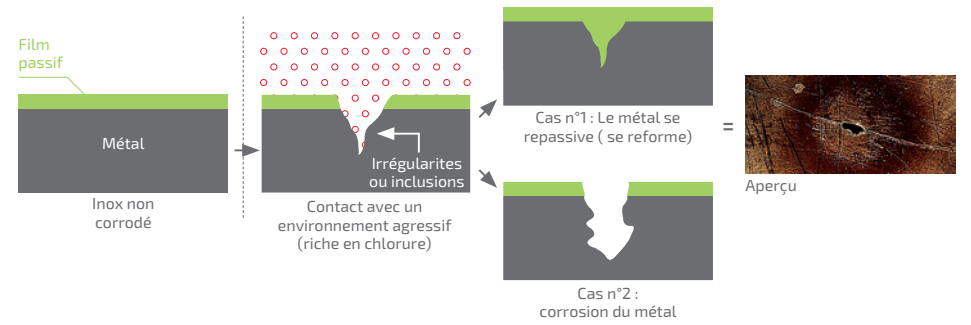 Film
passif
Métal
Inox non
corrodé
Irrégularites
ou inclusions
Contact avec un
environnement agressif
(riche en chlorure)
Cas n°1 : Le métal se
repassive ( se reforme)
Cas n°2 :
corrosion du métal
=
Aperçu